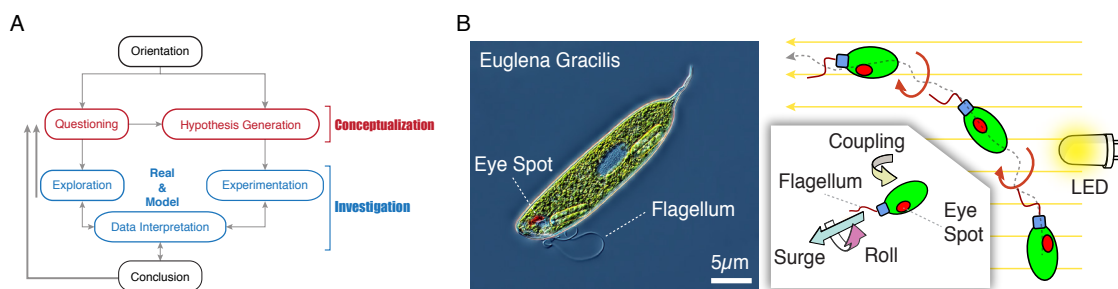 A
Orientation
Questioning
Hypothesis Generation
Conceptualization
Exploration
Real
&
Model
Experimentation
Investigation
Data Interpretation
Conclusion
B
Euglena Gracilis
Eye Spot
Flagellum
5µm
LED
Coupling
Flagellum
Eye
Spot
Surge
Roll